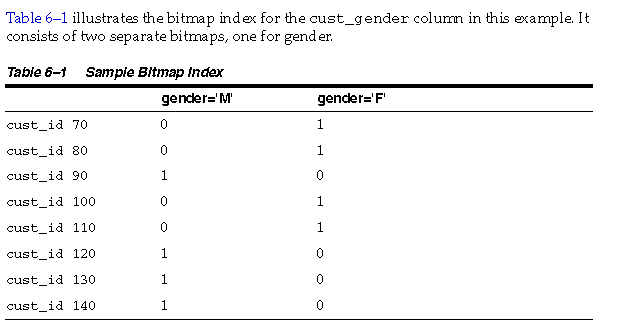 Table 6–1 illustrates the bitmap index for the cust_gender column in this example. It
consists of two separate bitmaps, one for gender.
Table 6–1 Sample Bitmap Index
gender='M' gender='F'
cust_id 70 0 1
cust_id 80 0 1
cust_id 90 1 0
cust_id 100 0 1
cust_id 110 0 1
cust_id 120 1 0
cust_id 130 1 0
cust_id 140 1 0